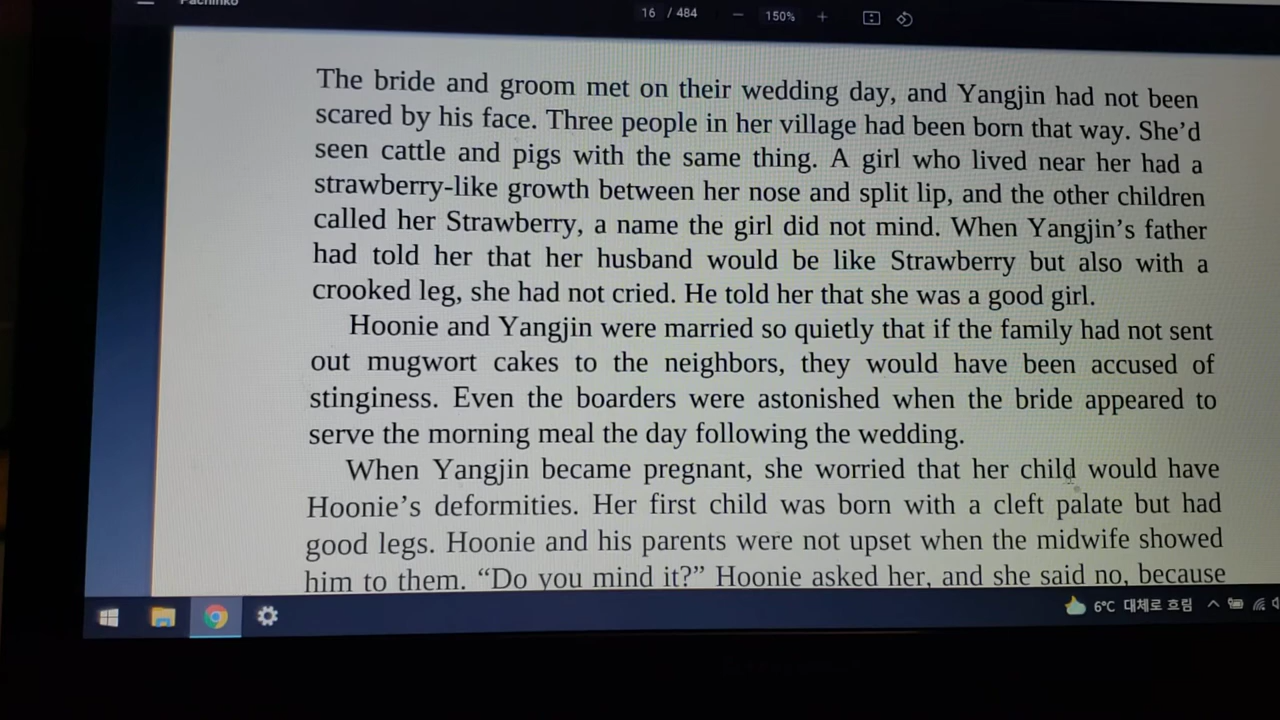 Pachinko
16 / 484
150%
The bride and groom met on their wedding day, and Yangjin had not been
scared by his face. Three people in her village had been born that way. She’d
seen cattle and pigs with the same thing. A girl who lived near her had a
strawberry-like growth between her nose and split lip, and the other children
called her Strawberry, a name the girl did not mind. When Yangjin’s father
had told her that her husband would be like Strawberry but also with a
crooked leg, she had not cried. He told her that she was a good girl.
Hoonie and Yangjin were married so quietly that if the family had not sent
out mugwort cakes to the neighbors, they would have been accused of
stinginess. Even the boarders were astonished when the bride appeared to
serve the morning meal the day following the wedding.
When Yangjin became pregnant, she worried that her child would have
Hoonie’s deformities. Her first child was born with a cleft palate but had
good legs. Hoonie and his parents were not upset when the midwife showed
him to them. “Do you mind it?” Hoonie asked her, and she said no, because
6°C 대체로 흐림